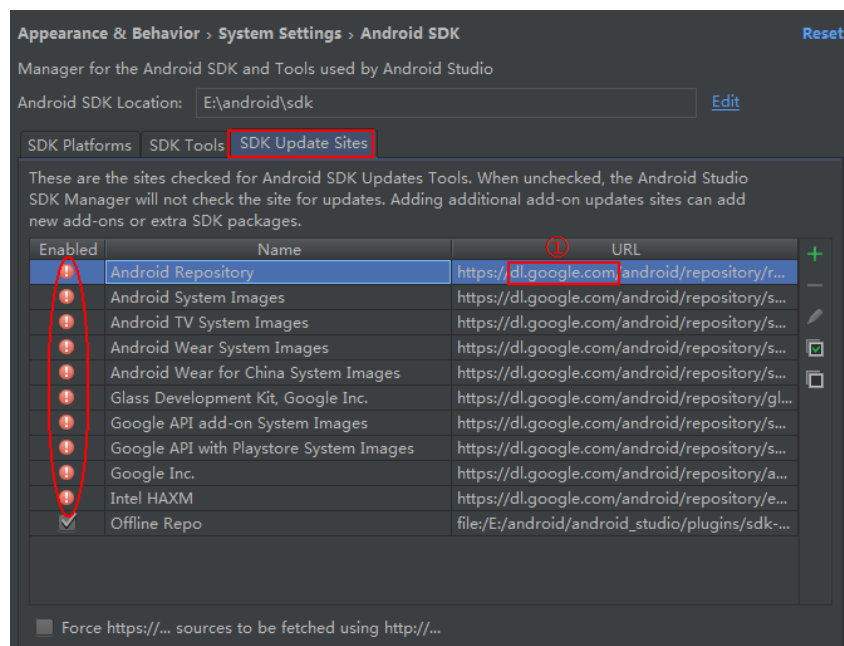 Appearance & Behavior › System Settings › Android SDK Reset
Manager for the Android SDK and Tools used by Android Studio
Android SDK Location: E:\android\sdk Edit
SDK Platforms SDK Tools SDK Update Sites
These are the sites checked for Android SDK Updates Tools. When unchecked, the Android Studio
SDK Manager will not check the site for updates. Adding additional add-on updates sites can add
new add-ons or extra SDK packages.
Enabled Name ① URL
Android Repository https://dl.google.com/android/repository/r...
Android System Images https://dl.google.com/android/repository/s...
Android TV System Images https://dl.google.com/android/repository/s...
Android Wear System Images https://dl.google.com/android/repository/s...
Android Wear for China System Images https://dl.google.com/android/repository/s...
Glass Development Kit, Google Inc. https://dl.google.com/android/repository/gl...
Google API add-on System Images https://dl.google.com/android/repository/s...
Google API with Playstore System Images https://dl.google.com/android/repository/s...
Google Inc. https://dl.google.com/android/repository/a...
Intel HAXM https://dl.google.com/android/repository/e...
Offline Repo file:/E:/android/android_studio/plugins/sdk-...
Force https://... sources to be fetched using http://...